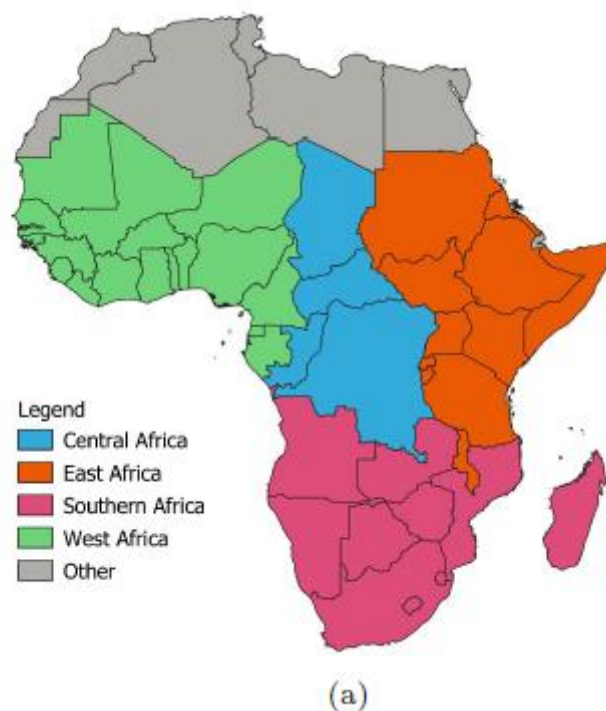 Legend
Central Africa
East Africa
Southern Africa
West Africa
Other
(a)